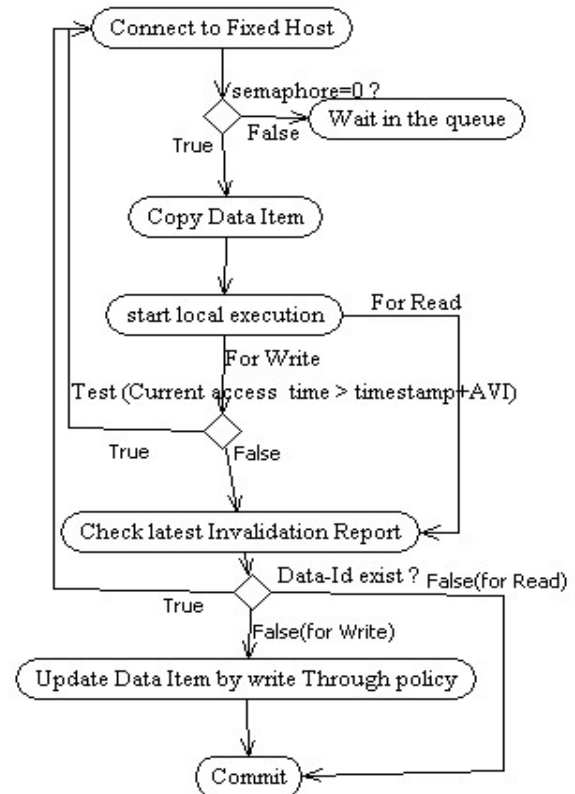 Connect to Fixed Host
semaphore=0 ?
False
Wait in the queue
True
Copy Data Item
For Read
start local execution
For Write
Test (Current access time > timestamp+AVI)
True
False
Check latest Invalidation Report
Data-Id exist ?
False(for Read)
True
False(for Write)
Update Data Item by write Through policy
Commit